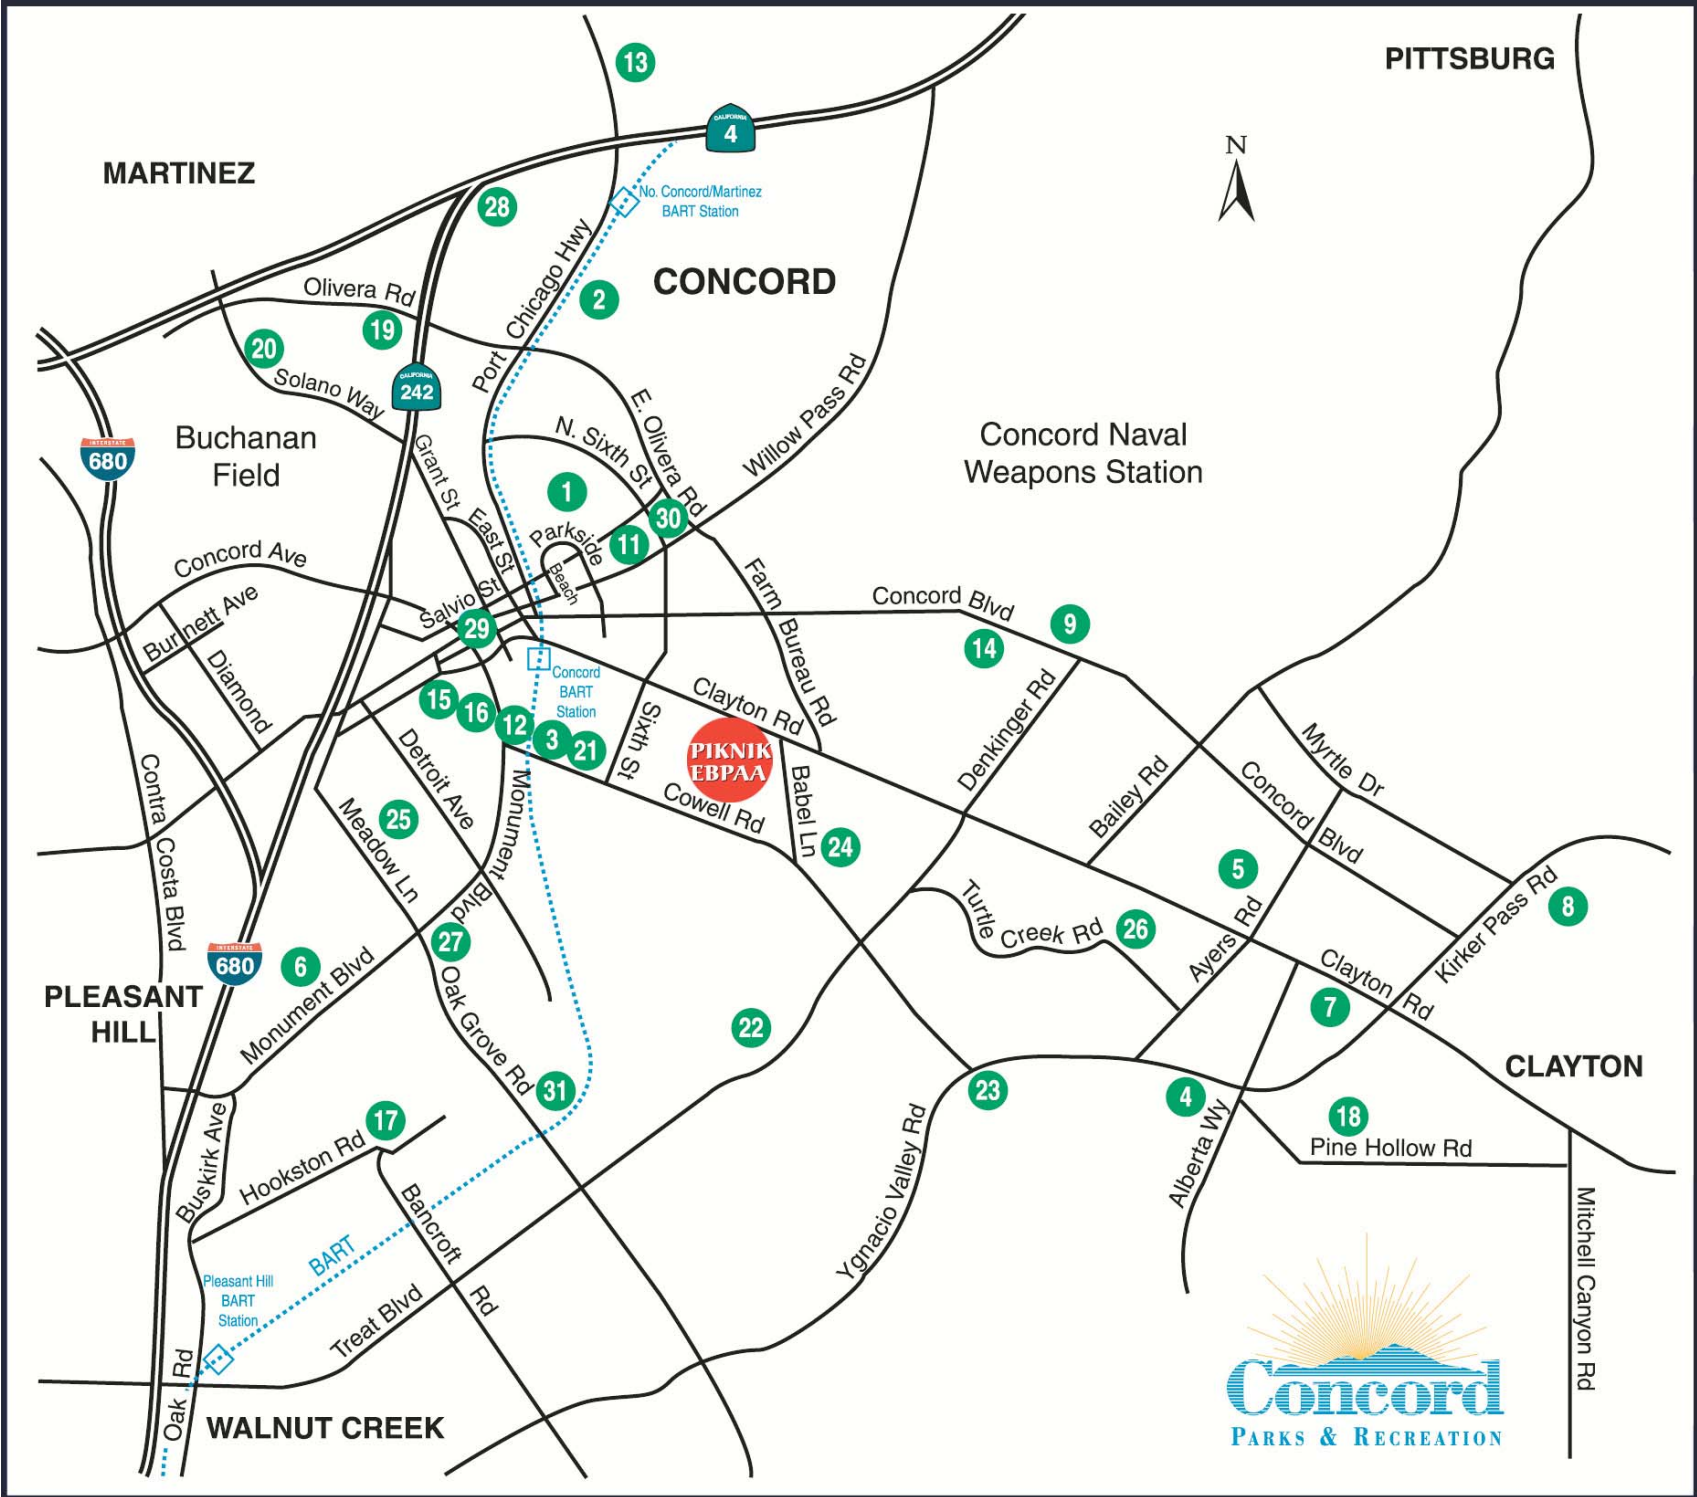 13
PITTSBURG
CALIFORNIA
4
N
MARTINEZ
28
No. Concord/Martinez
BART Station
CONCORD
2
Port Chicago Hwy
Olivera Rd
19
20
Solano Way
CALIFORNIA
242
E. Olivera Rd
Willow Pass Rd
N. Sixth St
Buchanan
Field
INTERSTATE
680
Grant St
Concord Naval
Weapons Station
1
30
11
East St
Parkside
Beach
Concord Ave
Burnett Ave
Salvio St
29
Farm Bureau Rd
Concord Blvd
9
14
Diamond
Concord
BART
Station
15
16
12
3
21
Sixth St
Clayton Rd
PIKNIK
EBPAA
Denkinger Rd
Myrtle Dr
Detroit Ave
Monument Blvd
Contra Costa Blvd
25
Meadow Ln
Cowell Rd
Babel Ln
24
Bailey Rd
Concord Blvd
5
8
Kirker Pass Rd
Turtle Creek Rd
26
Ayers Rd
Clayton Rd
7
27
INTERSTATE
680
6
Monument Blvd
PLEASANT
HILL
Oak Grove Rd
22
31
23
4
CLAYTON
18
Pine Hollow Rd
Alberta Wy
Buskirk Ave
17
Hookston Rd
Bancroft Rd
Ygnacio Valley Rd
Mitchell Canyon Rd
BART
Pleasant Hill
BART
Station
Treat Blvd
Oak Rd
WALNUT CREEK
Concord
PARKS & RECREATION